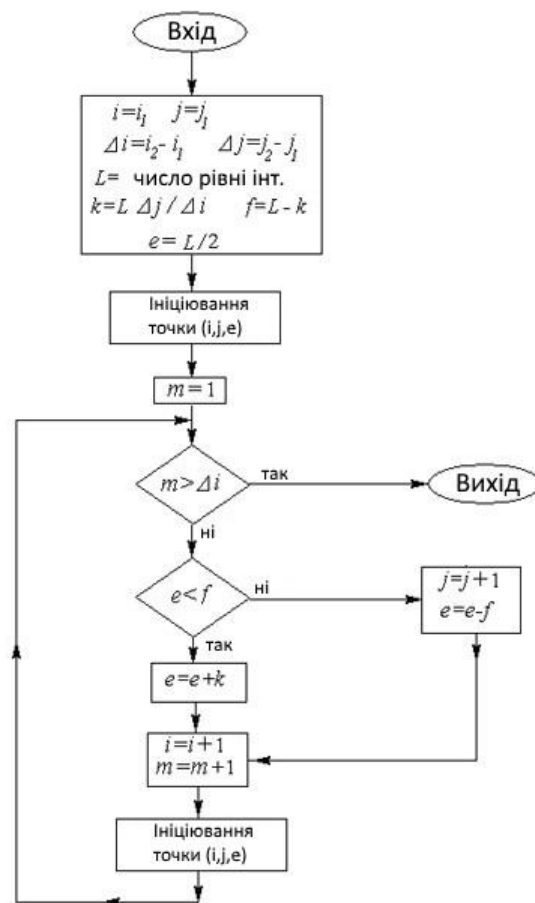 Вхід
i=i₁ j=j₁
Δi=i₂-i₁ Δj=j₂-j₁
L= число рівні інт.
k=L Δj/Δi f=L-k
e= L/2
Ініціювання
точки (i,j,e)
m=1
m>Δi
так
Вихід
ні
e<f
ні
j=j+1
e=e-f
так
e=e+k
i=i+1
m=m+1
Ініціювання
точки (i,j,e)